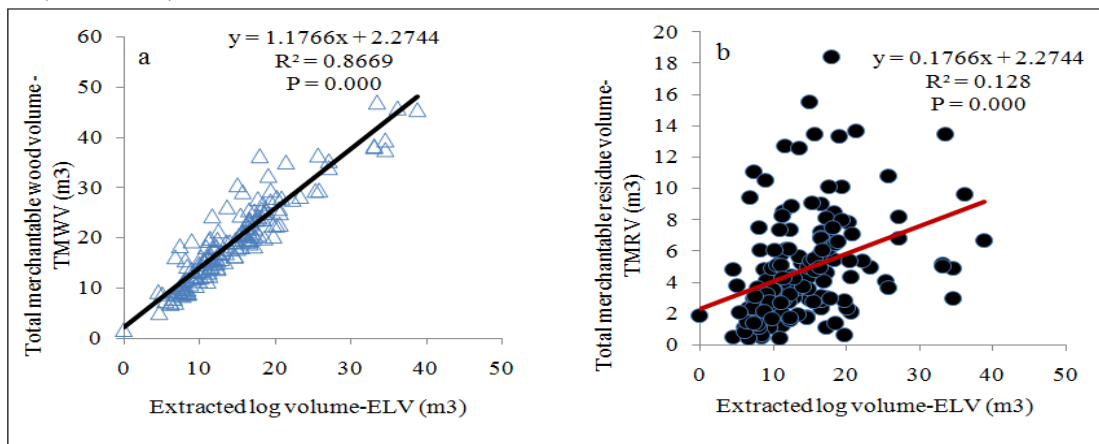 a
y = 1.1766x + 2.2744
R² = 0.8669
P = 0.000
Total merchantable wood volume-
TMWV (m3)
60
50
40
30
20
10
0
0 10 20 30 40 50
Extracted log volume-ELV (m3)
b
y = 0.1766x + 2.2744
R² = 0.128
P = 0.000
Total merchantable residue volume-
TMRV (m3)
20
18
16
14
12
10
8
6
4
2
0
0 10 20 30 40 50
Extracted log volume-ELV (m3)